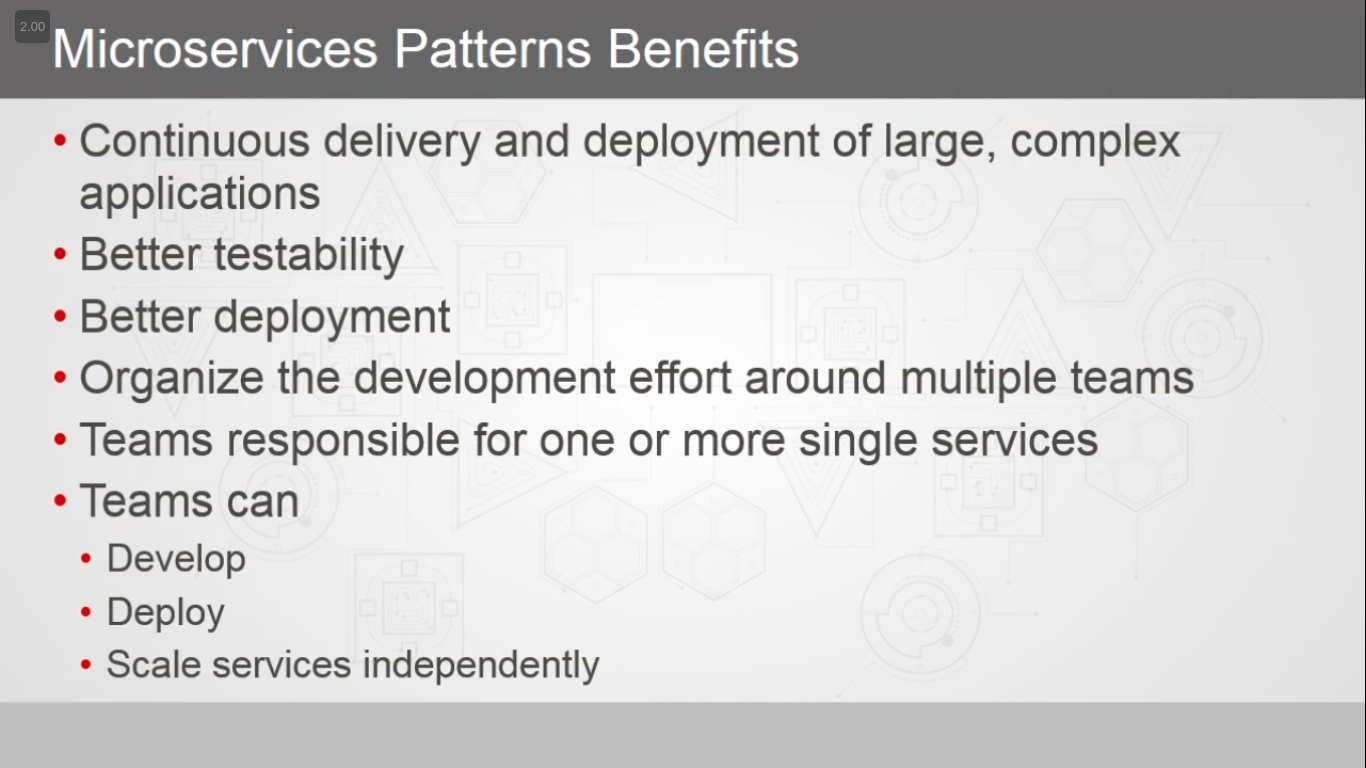 2.00
Microservices Patterns Benefits
• Continuous delivery and deployment of large, complex
applications
• Better testability
• Better deployment
• Organize the development effort around multiple teams
• Teams responsible for one or more single services
• Teams can
• Develop
• Deploy
• Scale services independently